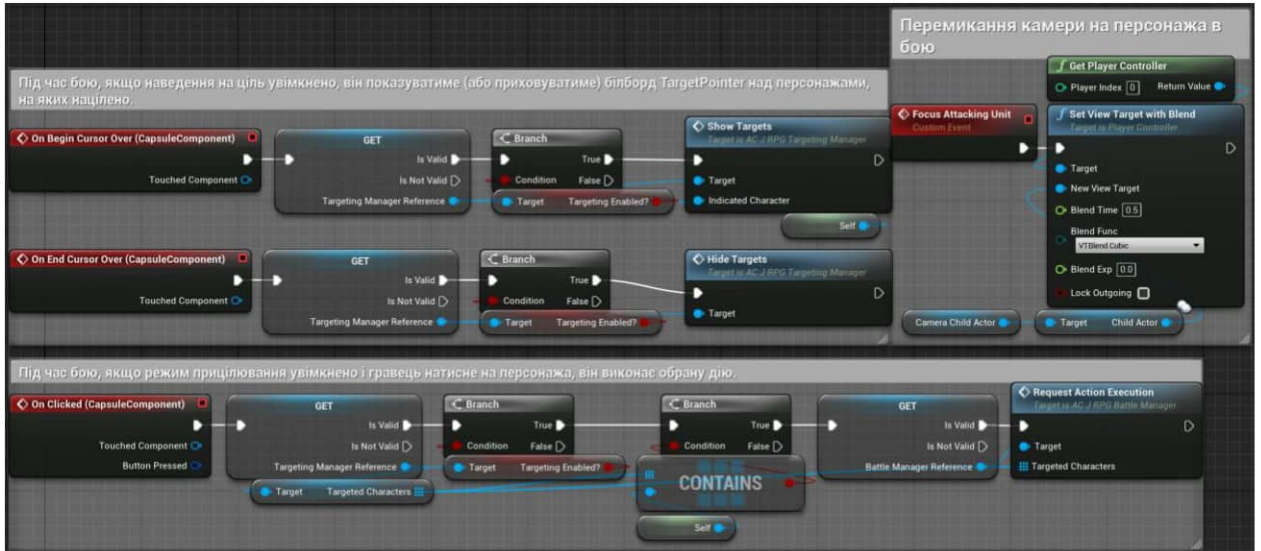 Під час бою, якщо наведення на ціль увімкнено, він показуватиме (або приховуватиме) білборд TargetPointer над персонажами,
на яких націлено.
On Begin Cursor Over (CapsuleComponent)
Touched Component
GET
Is Valid
Is Not Valid
Targeting Manager Reference
Branch
True
Condition
False
Target
Targeting Enabled?
Show Targets
Target is AC J RPG Targeting Manager
Target
Indicated Character
Self
On End Cursor Over (CapsuleComponent)
Touched Component
GET
Is Valid
Is Not Valid
Targeting Manager Reference
Branch
True
Condition
False
Target
Targeting Enabled?
Hide Targets
Target is AC J RPG Targeting Manager
Target
Перемикання камери на персонажа в
бою
Get Player Controller
Player Index 0
Return Value
Focus Attacking Unit
Custom Event
Set View Target with Blend
Target is Player Controller
Target
New View Target
Blend Time 0.5
Blend Func
VTBlend Cubic
Blend Exp 0.0
Lock Outgoing
Camera Child Actor
Target
Child Actor
Під час бою, якщо режим прицілювання увімкнено і гравець натисне на персонажа, він виконає обрану дію.
On Clicked (CapsuleComponent)
Touched Component
Button Pressed
GET
Is Valid
Is Not Valid
Targeting Manager Reference
Target
Targeted Characters
Branch
True
Condition
False
Target
Targeting Enabled?
Branch
True
Condition
False
CONTAINS
Self
GET
Is Valid
Is Not Valid
Battle Manager Reference
Request Action Execution
Target is AC J RPG Battle Manager
Target
Targeted Characters